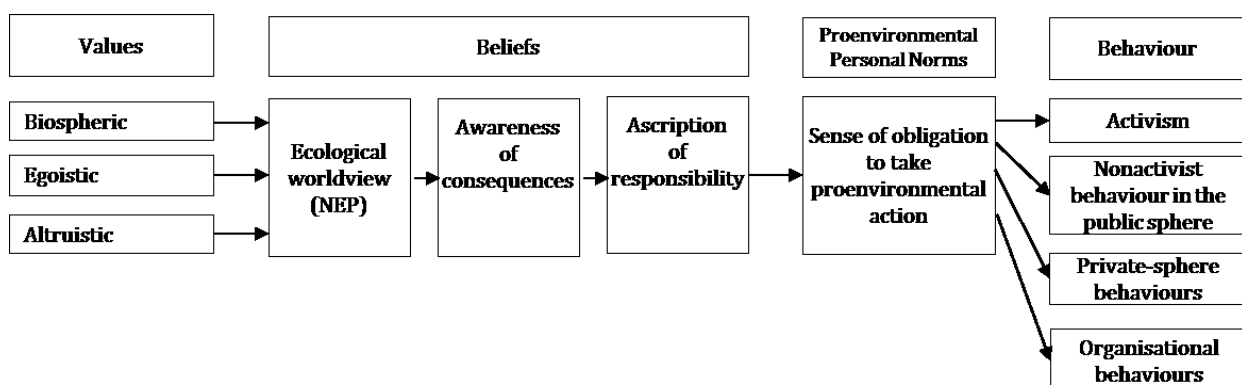 Values
Beliefs
Proenvironmental
Personal Norms
Behaviour
Biospheric
Egoistic
Altruistic
Ecological
worldview
(NEP)
Awareness
of
consequences
Ascription
of
responsibility
Sense of obligation
to take
proenvironmental
action
Activism
Nonactivist
behaviour in the
public sphere
Private-sphere
behaviours
Organisational
behaviours